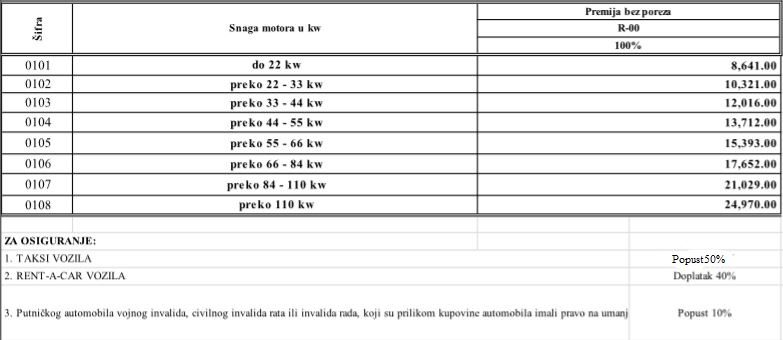 Šifra Snaga motora u kw Premija bez poreza
R-00
100%
0101 do 22 kw 8,641.00
0102 preko 22 - 33 kw 10,321.00
0103 preko 33 - 44 kw 12,016.00
0104 preko 44 - 55 kw 13,712.00
0105 preko 55 - 66 kw 15,393.00
0106 preko 66 - 84 kw 17,652.00
0107 preko 84 - 110 kw 21,029.00
0108 preko 110 kw 24,970.00
ZA OSIGURANJE:
1. TAKSI VOZILA Popust50%
2. RENT-A-CAR VOZILA Doplatak 40%
3. Putničkog automobila vojnog invalida, civilnog invalida rata ili invalida rada, koji su prilikom kupovine automobila imali pravo na umanj Popust 10%